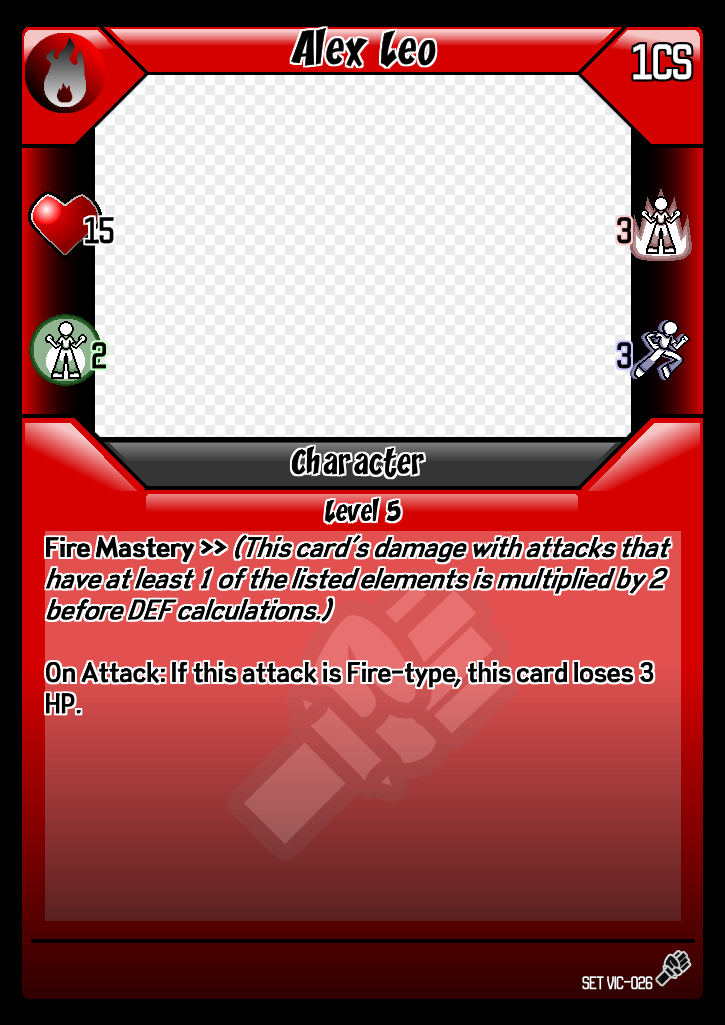 Alex Leo
1CS
15
3
2
3
Character
Level 5
Fire Mastery >> (This card's damage with attacks that
have at least 1 of the listed elements is multiplied by 2
before DEF calculations.)
On Attack: If this attack is Fire-type, this card loses 3
HP.
SET VIC-026